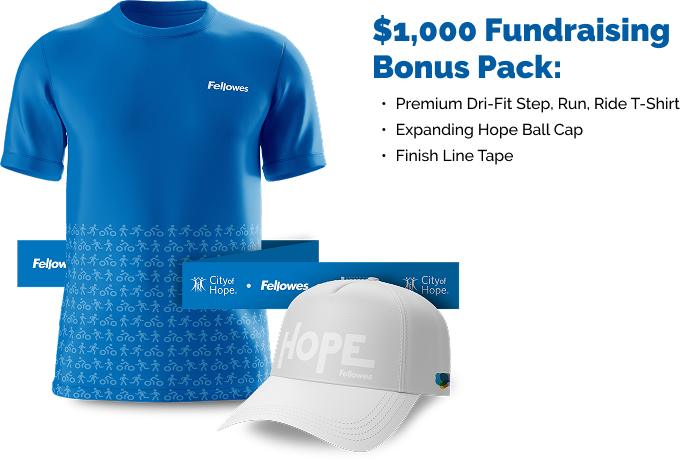 $1,000 Fundraising
Bonus Pack:
• Premium Dri-Fit Step, Run, Ride T-Shirt
• Expanding Hope Ball Cap
• Finish Line Tape
Fellowes
City of
Hope®
• Fellowes
City of
Hope®
HOPE
Fellowes